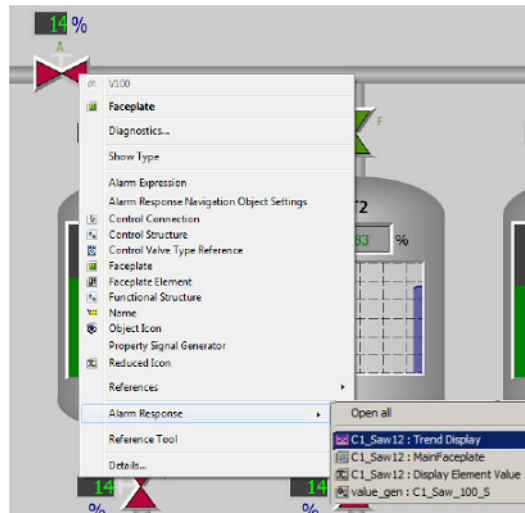 14 %
A
V100
Faceplate
Diagnostics...
F
Show Type
Alarm Expression
Alarm Response Navigation Object Settings
Control Connection
T2
Control Structure
83 %
Control Valve Type Reference
Faceplate
Faceplate Element
Functional Structure
Name
Object Icon
Property Signal Generator
Reduced Icon
References
Alarm Response
Open all
Reference Tool
C1_Saw12 : Trend Display
C1_Saw12 : MainFaceplate
Details...
C1_Saw12 : Display Element Value
14
14
value_gen : C1_Saw_100_S
%
%